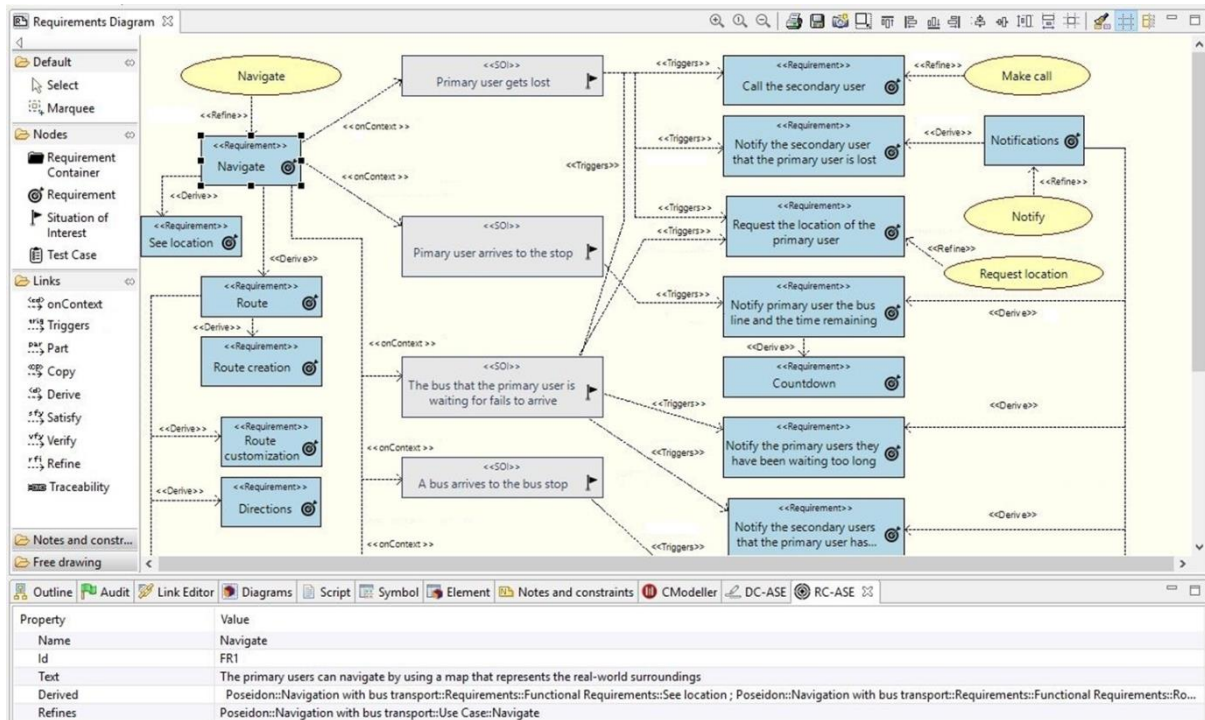 Requirements Diagram
Default
Select
Marquee
Nodes
Requirement
Container
Requirement
Situation of
Interest
Test Case
Links
onContext
Triggers
Part
Copy
Derive
Satisfy
Verify
Refine
Traceability
Notes and constr...
Free drawing
Navigate
<<Refine>>
<<Requirement>>
Navigate
<<Derive>>
<<Requirement>>
See location
<<Derive>>
<<Requirement>>
Route
<<Derive>>
<<Requirement>>
Route creation
<<Derive>>
<<Requirement>>
Route
customization
<<Derive>>
<<Requirement>>
Directions
<<onContext >>
<<onContext >>
<<onContext >>
<<onContext >>
<<onContext >>
<<SOI>>
Primary user gets lost
<<SOI>>
Pimary user arrives to the stop
<<SOI>>
The bus that the primary user is
waiting for fails to arrive
<<SOI>>
A bus arrives to the bus stop
<<Triggers>>
<<Triggers>>
<<Triggers>>
<<Triggers>>
<<Triggers>>
<<Triggers>>
<<Triggers>>
<<Triggers>>
<<Requirement>>
Call the secondary user
<<Requirement>>
Notify the secondary user
that the primary user is lost
<<Requirement>>
Request the location of the
primary user
<<Requirement>>
Notify primary user the bus
line and the time remaining
<<Derive>>
<<Requirement>>
Countdown
<<Requirement>>
Notify the primary users they
have been waiting too long
<<Requirement>>
Notify the secondary users
that the primary user has...
<<Refine>>
Make call
<<Derive>>
Notifications
<<Refine>>
Notify
<<Refine>>
Request location
<<Derive>>
<<Derive>>
<<Derive>>
Outline Audit Link Editor Diagrams Script Symbol Element Notes and constraints CModeller DC-ASE RC-ASE
Property Value
Name Navigate
Id FR1
Text The primary users can navigate by using a map that represents the real-world surroundings
Derived Poseidon::Navigation with bus transport::Requirements::Functional Requirements::See location ; Poseidon::Navigation with bus transport::Requirements::Functional Requirements::Ro...
Refines Poseidon::Navigation with bus transport::Use Case::Navigate